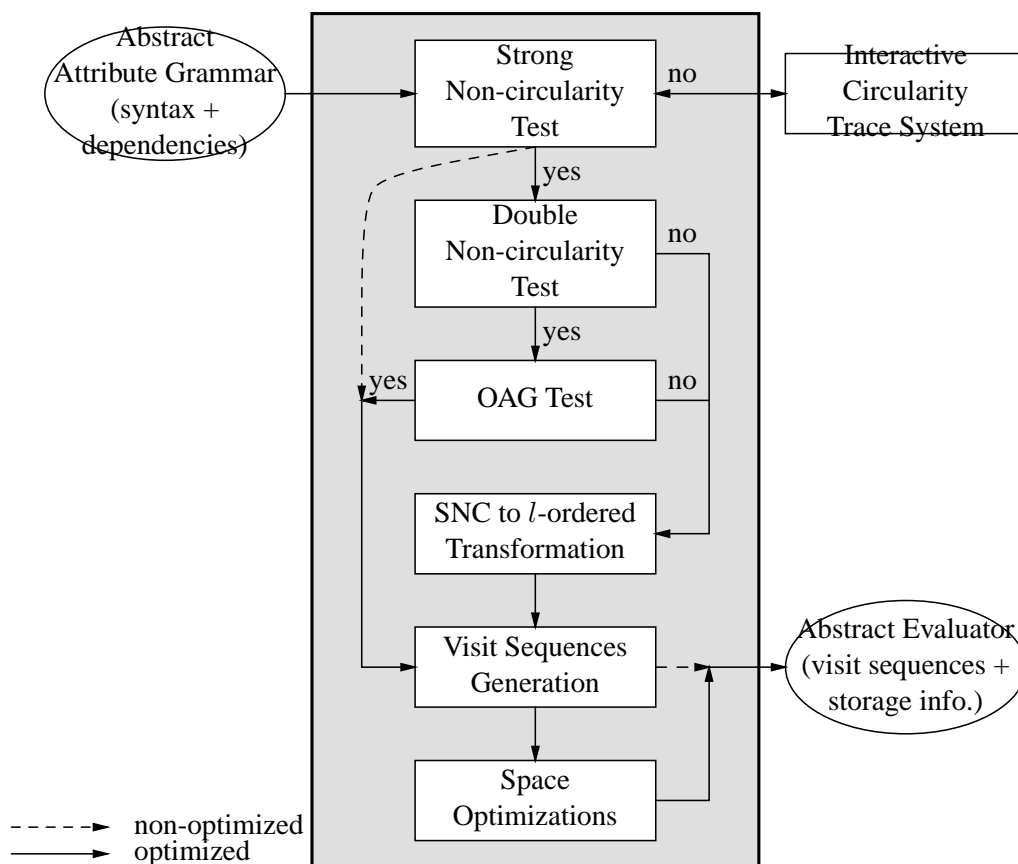 Abstract
Attribute Grammar
(syntax +
dependencies)
Strong
Non-circularity
Test
no
Interactive
Circularity
Trace System
yes
Double
Non-circularity
Test
no
yes
yes
OAG Test
no
SNC to l-ordered
Transformation
Visit Sequences
Generation
Abstract Evaluator
(visit sequences +
storage info.)
Space
Optimizations
non-optimized
optimized